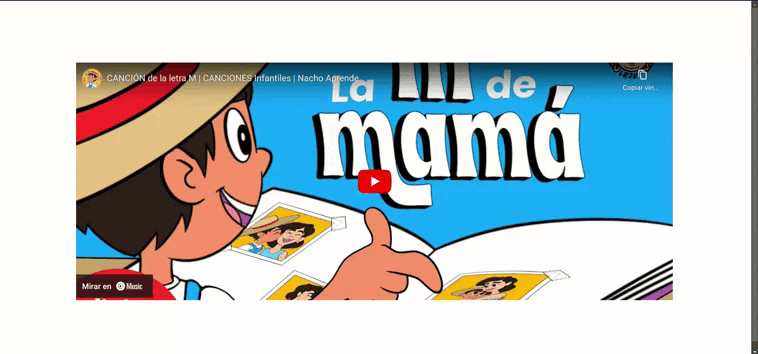 CANCIÓN de la letra M | CANCIONES Infantiles | Nacho Aprende
Copiar vín...
La m de
mamá
Mirar en Music